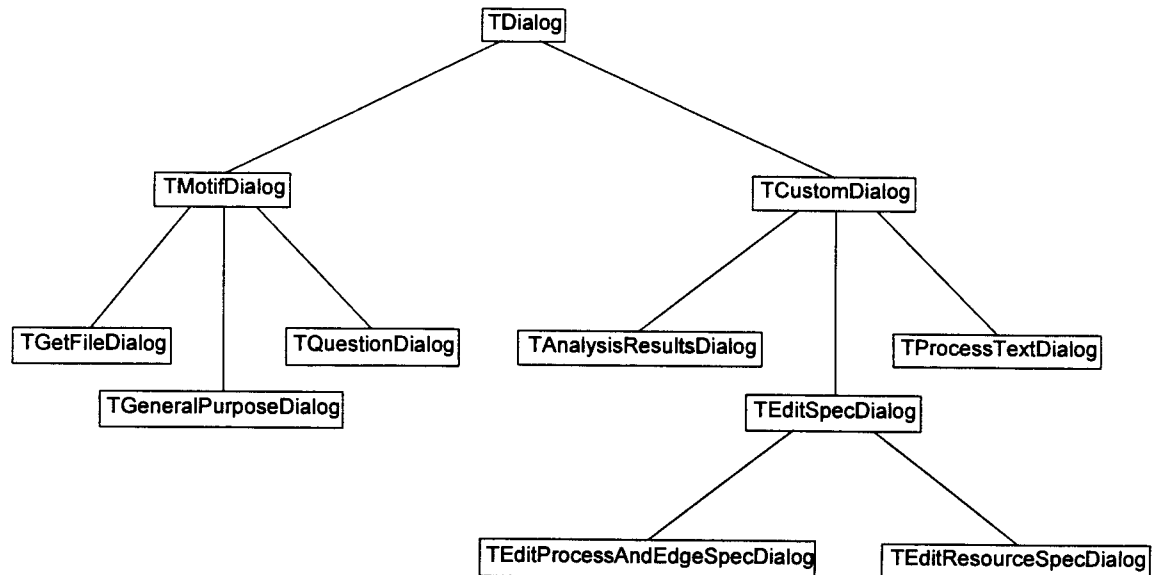 TDialog
TMotifDialog
TCustomDialog
TGetFileDialog
TQuestionDialog
TAnalysisResultsDialog
TProcessTextDialog
TGeneralPurposeDialog
TEditSpecDialog
TEditProcessAndEdgeSpecDialog
TEditResourceSpecDialog